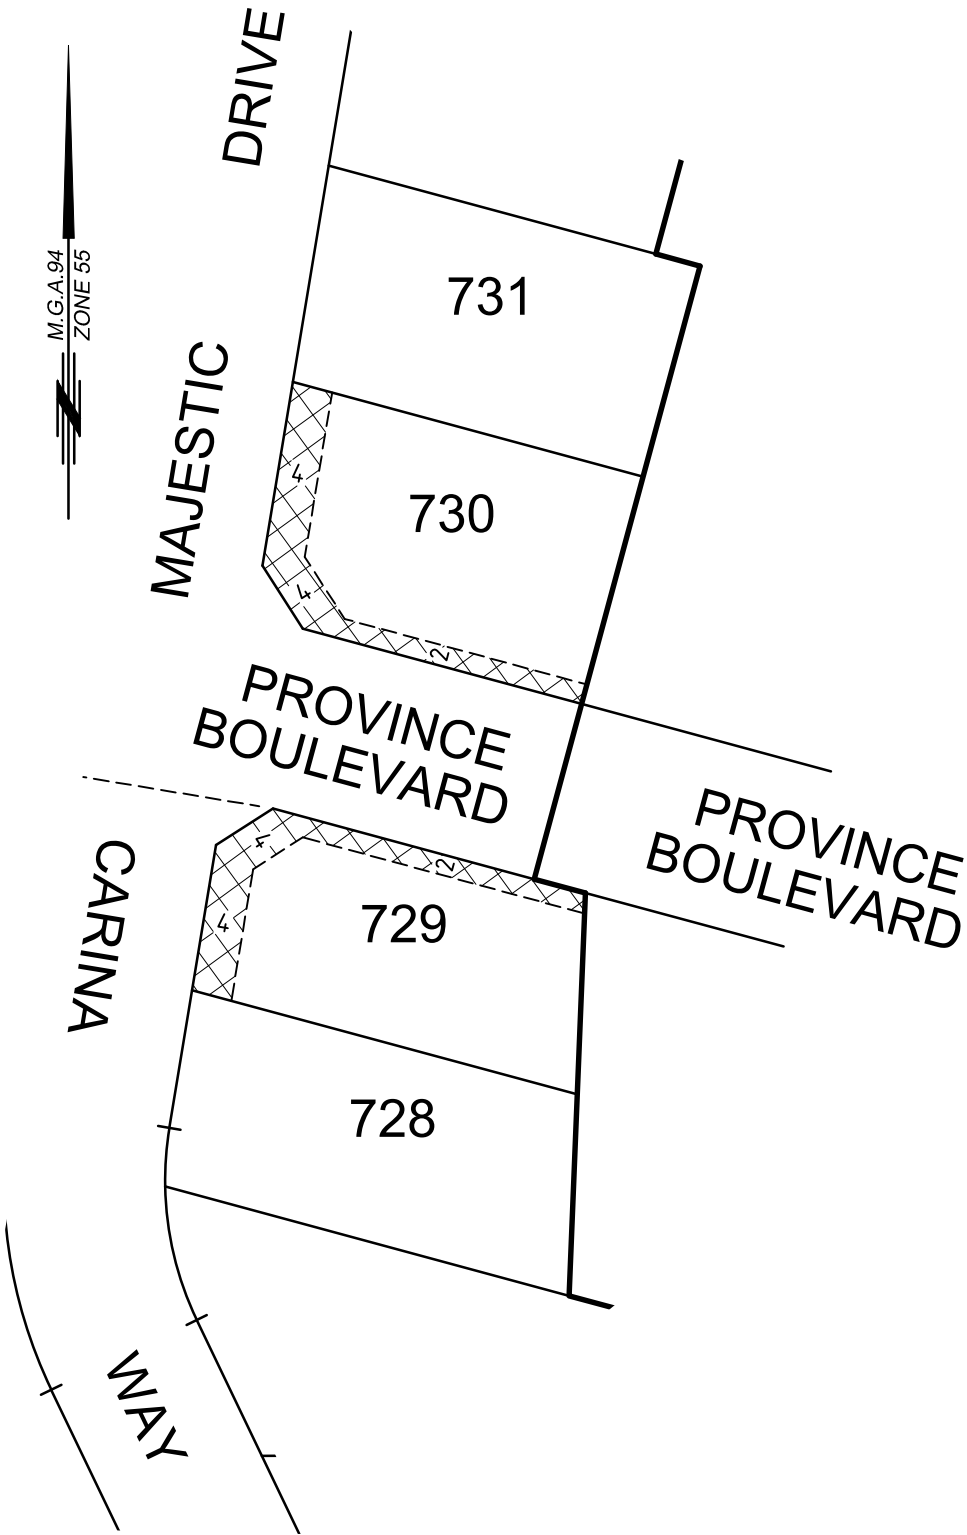 DRIVE
M.G.A.94
ZONE 55
731
MAJESTIC
4
730
4
2
PROVINCE
BOULEVARD
PROVINCE
BOULEVARD
4
2
CARINA
4
729
728
WAY